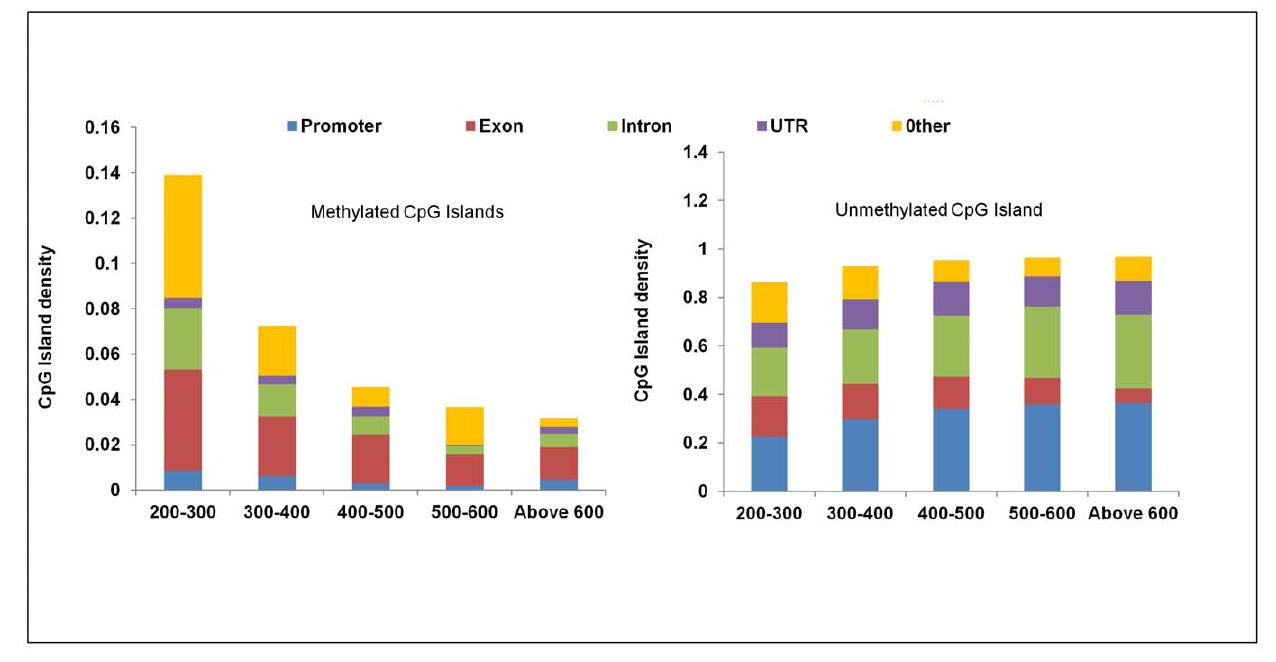 Promoter Exon Intron UTR 0ther
CpG Island density
0.16
0.14
0.12
0.1
0.08
0.06
0.04
0.02
0
Methylated CpG Islands
200-300 300-400 400-500 500-600 Above 600
CpG Island density
1.4
1.2
1
0.8
0.6
0.4
0.2
0
Unmethylated CpG Island
200-300 300-400 400-500 500-600 Above 600